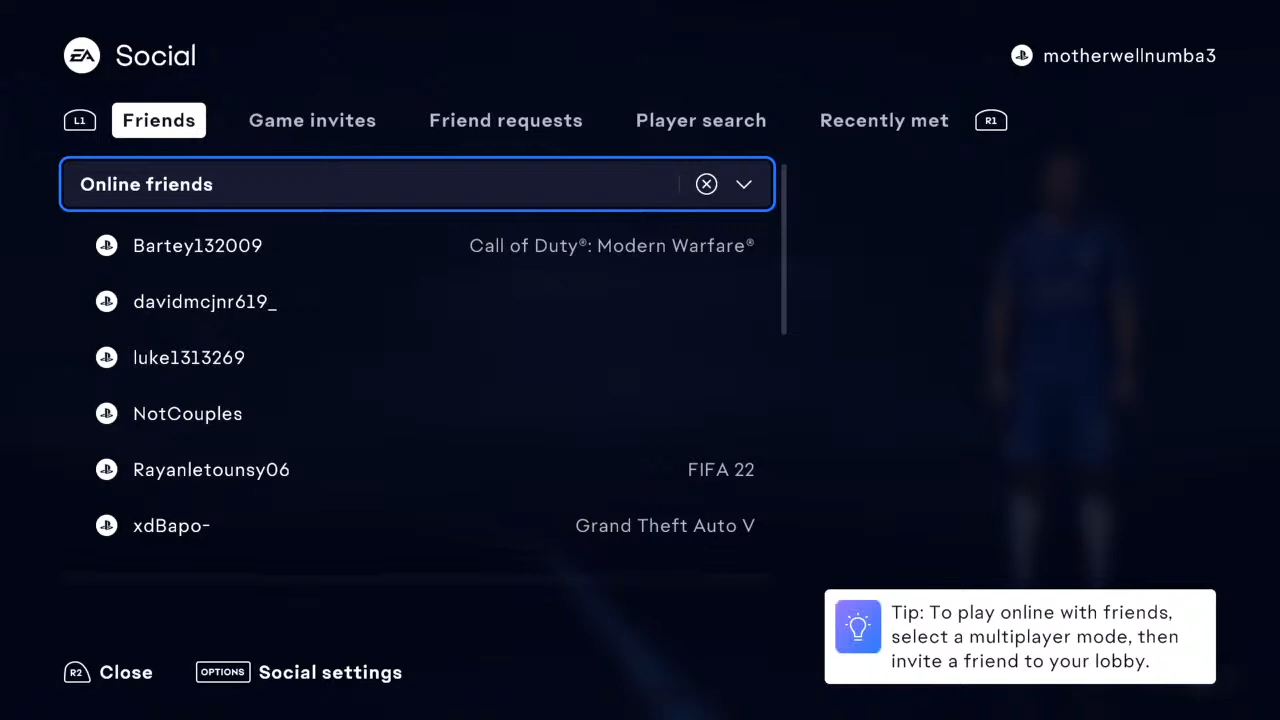 EA Social
motherwellnumba3
L1 Friends Game invites Friend requests Player search Recently met R1
Online friends
Bartey132009 Call of Duty®: Modern Warfare®
davidmcjnr619_
luke1313269
NotCouples
Rayanletounsy06 FIFA 22
xdBapo- Grand Theft Auto V
Tip: To play online with friends,
select a multiplayer mode, then
invite a friend to your lobby.
R2 Close OPTIONS Social settings